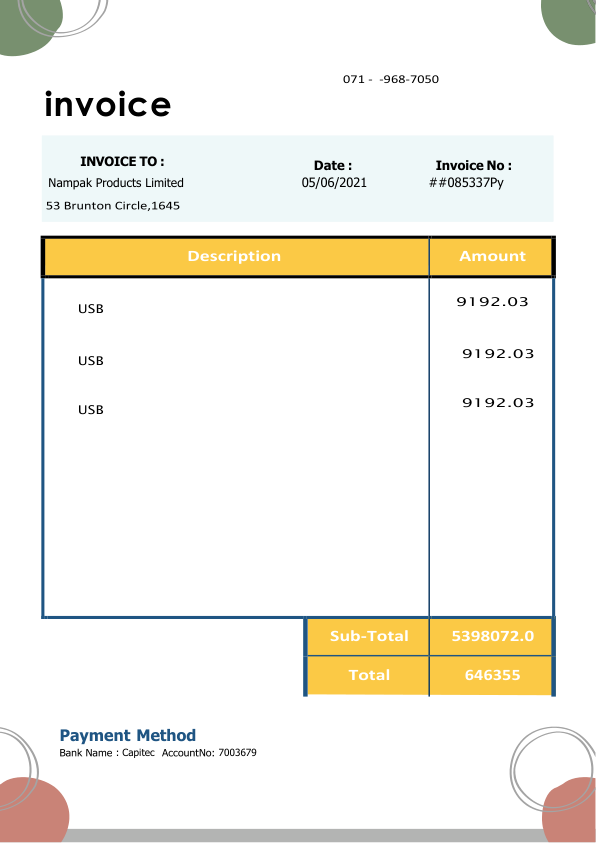 071 -  -968-7050
invoice
INVOICE TO :
Nampak Products Limited
53 Brunton Circle,1645
Date :
05/06/2021
Invoice No :
##085337Py
Description Amount
USB 9192.03
USB 9192.03
USB 9192.03
Sub-Total 5398072.0
Total 646355
Payment Method
Bank Name : Capitec  AccountNo: 7003679